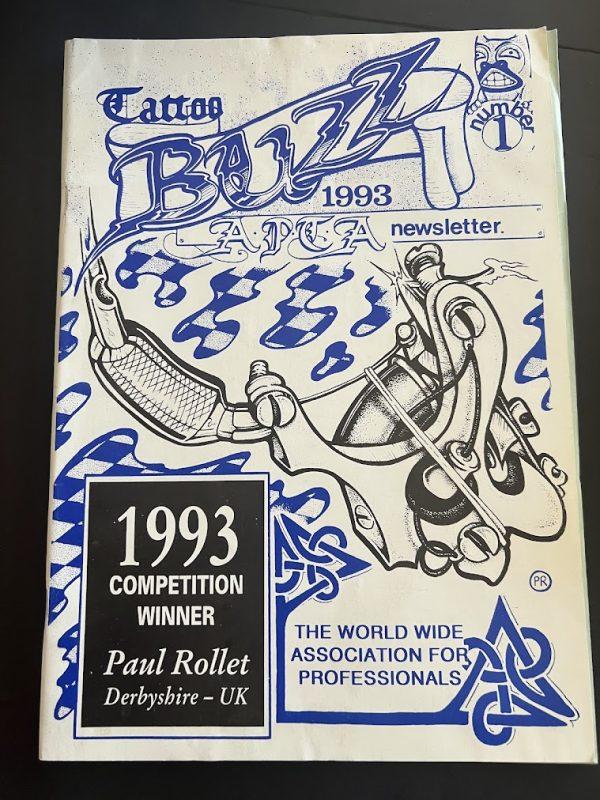 Tattoo
BUZZ
number
1
1993
A.P.T.A newsletter.
1993
COMPETITION
WINNER
Paul Rollet
Derbyshire – UK
PR
THE WORLD WIDE
ASSOCIATION FOR
PROFESSIONALS